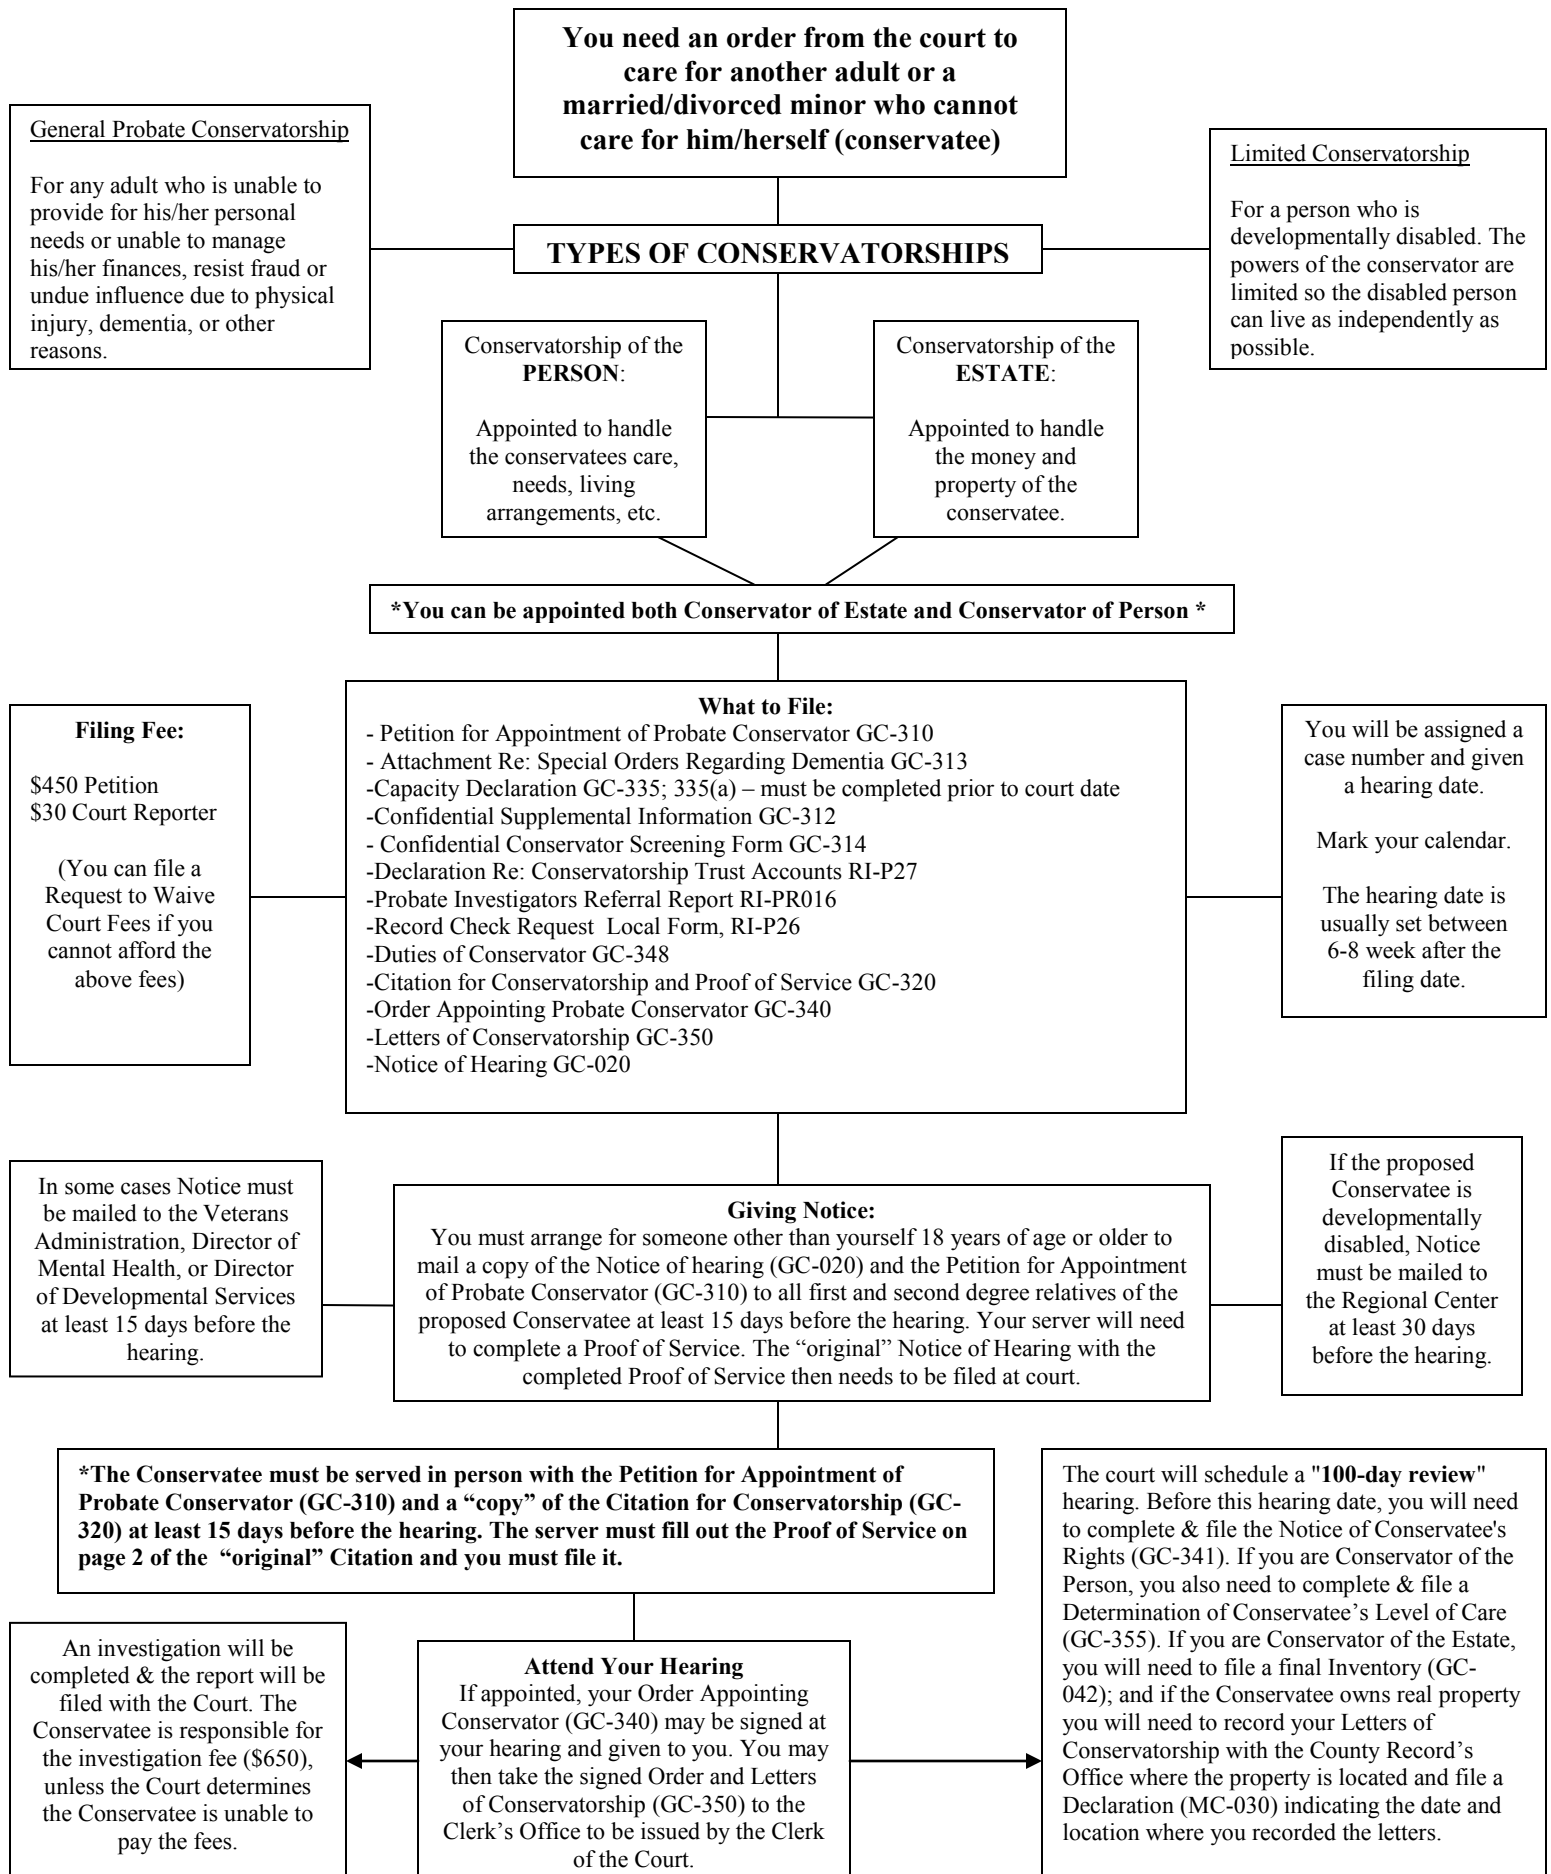 You need an order from the court to
care for another adult or a
married/divorced minor who cannot
care for him/herself (conservatee)
General Probate Conservatorship
For any adult who is unable to
provide for his/her personal
needs or unable to manage
his/her finances, resist fraud or
undue influence due to physical
injury, dementia, or other
reasons.
TYPES OF CONSERVATORSHIPS
Limited Conservatorship
For a person who is
developmentally disabled. The
powers of the conservator are
limited so the disabled person
can live as independently as
possible.
Conservatorship of the
PERSON:
Appointed to handle
the conservatees care,
needs, living
arrangements, etc.
Conservatorship of the
ESTATE:
Appointed to handle
the money and
property of the
conservatee.
*You can be appointed both Conservator of Estate and Conservator of Person *
Filing Fee:
$450 Petition
$30 Court Reporter
(You can file a
Request to Waive
Court Fees if you
cannot afford the
above fees)
What to File:
- Petition for Appointment of Probate Conservator GC-310
- Attachment Re: Special Orders Regarding Dementia GC-313
-Capacity Declaration GC-335; 335(a) – must be completed prior to court date
-Confidential Supplemental Information GC-312
- Confidential Conservator Screening Form GC-314
-Declaration Re: Conservatorship Trust Accounts RI-P27
-Probate Investigators Referral Report RI-PR016
-Record Check Request  Local Form, RI-P26
-Duties of Conservator GC-348
-Citation for Conservatorship and Proof of Service GC-320
-Order Appointing Probate Conservator GC-340
-Letters of Conservatorship GC-350
-Notice of Hearing GC-020
You will be assigned a
case number and given
a hearing date.
Mark your calendar.
The hearing date is
usually set between
6-8 week after the
filing date.
In some cases Notice must
be mailed to the Veterans
Administration, Director of
Mental Health, or Director
of Developmental Services
at least 15 days before the
hearing.
Giving Notice:
You must arrange for someone other than yourself 18 years of age or older to
mail a copy of the Notice of hearing (GC-020) and the Petition for Appointment
of Probate Conservator (GC-310) to all first and second degree relatives of the
proposed Conservatee at least 15 days before the hearing. Your server will need
to complete a Proof of Service. The “original” Notice of Hearing with the
completed Proof of Service then needs to be filed at court.
If the proposed
Conservatee is
developmentally
disabled, Notice
must be mailed to
the Regional Center
at least 30 days
before the hearing.
*The Conservatee must be served in person with the Petition for Appointment of
Probate Conservator (GC-310) and a “copy” of the Citation for Conservatorship (GC-
320) at least 15 days before the hearing. The server must fill out the Proof of Service on
page 2 of the  “original” Citation and you must file it.
An investigation will be
completed & the report will be
filed with the Court. The
Conservatee is responsible for
the investigation fee ($650),
unless the Court determines
the Conservatee is unable to
pay the fees.
Attend Your Hearing
If appointed, your Order Appointing
Conservator (GC-340) may be signed at
your hearing and given to you. You may
then take the signed Order and Letters
of Conservatorship (GC-350) to the
Clerk’s Office to be issued by the Clerk
of the Court.
The court will schedule a "100-day review"
hearing. Before this hearing date, you will need
to complete & file the Notice of Conservatee's
Rights (GC-341). If you are Conservator of the
Person, you also need to complete & file a
Determination of Conservatee’s Level of Care
(GC-355). If you are Conservator of the Estate,
you will need to file a final Inventory (GC-
042); and if the Conservatee owns real property
you will need to record your Letters of
Conservatorship with the County Record’s
Office where the property is located and file a
Declaration (MC-030) indicating the date and
location where you recorded the letters.